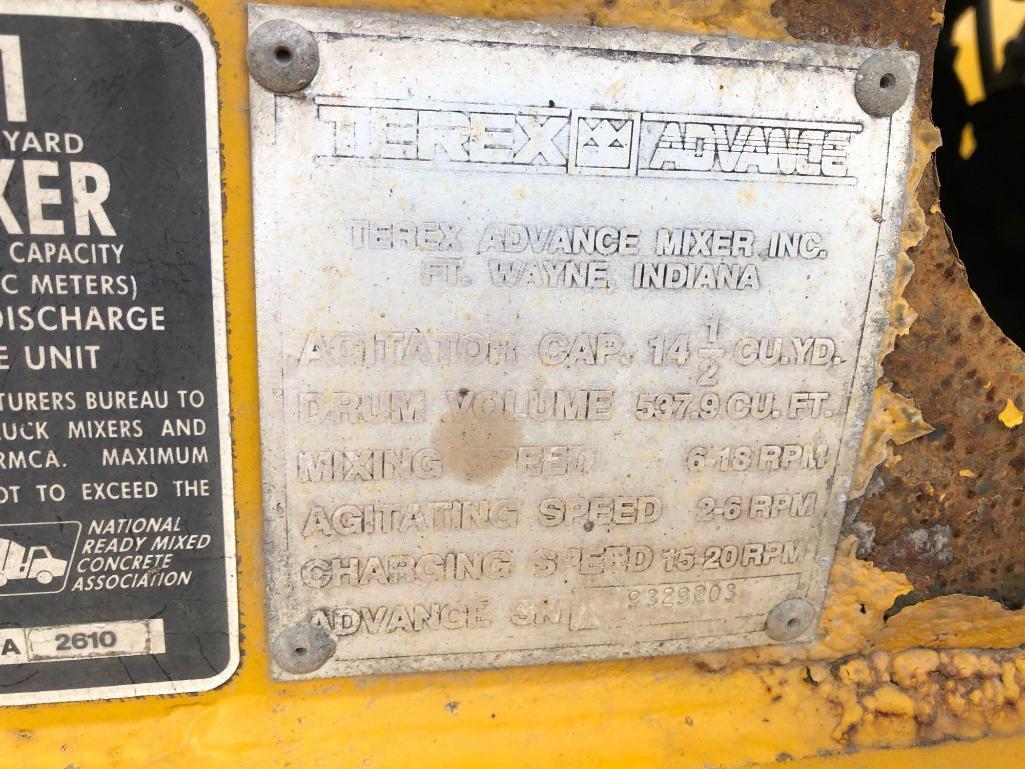 1
YARD
KER
CAPACITY
C METERS)
DISCHARGE
E UNIT
TURERS BUREAU TO
RUCK MIXERS AND
RMCA. MAXIMUM
OT TO EXCEED THE
NATIONAL
READY MIXED
CONCRETE
ASSOCIATION
A 2610
TEREX ADVANCE
TEREX ADVANCE MIXER, INC.
FT. WAYNE, INDIANA
AGITATOR CAP. 14 1/2 CU.YD.
DRUM VOLUME 537.9 CU. FT.
MIXING SPEED 6-18 RPM
AGITATING SPEED 2-6 RPM
CHARGING SPEED 15-20 RPM
ADVANCE SN